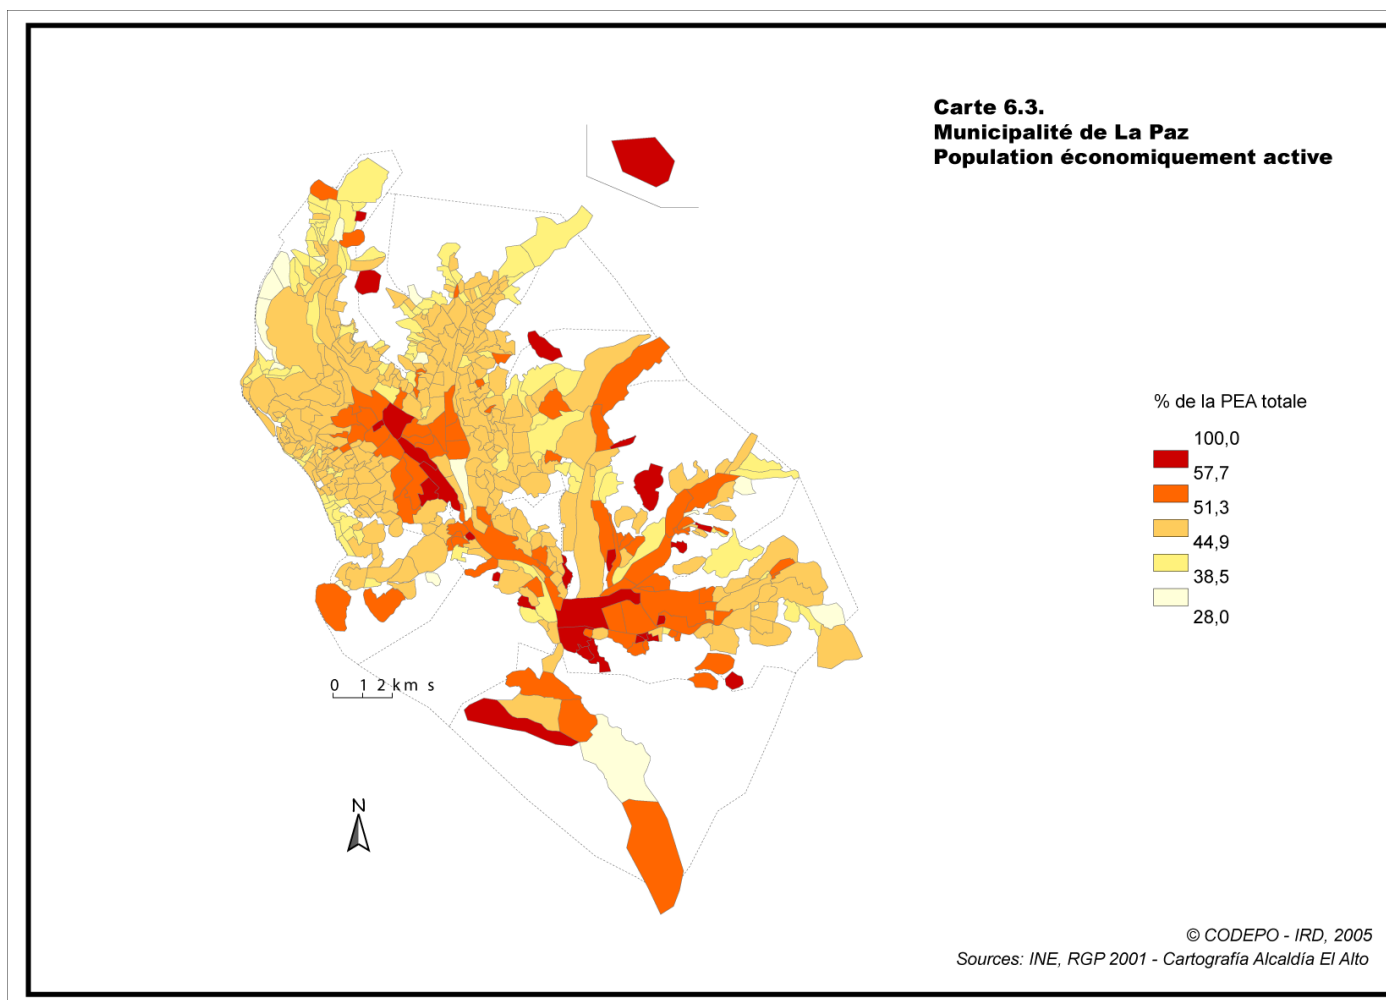 Carte 6.3.
Municipalité de La Paz
Population économiquement active
% de la PEA totale
100,0
57,7
51,3
44,9
38,5
28,0
0 1 2 km s
N
© CODEPO - IRD, 2005
Sources: INE, RGP 2001 - Cartografía Alcaldía El Alto